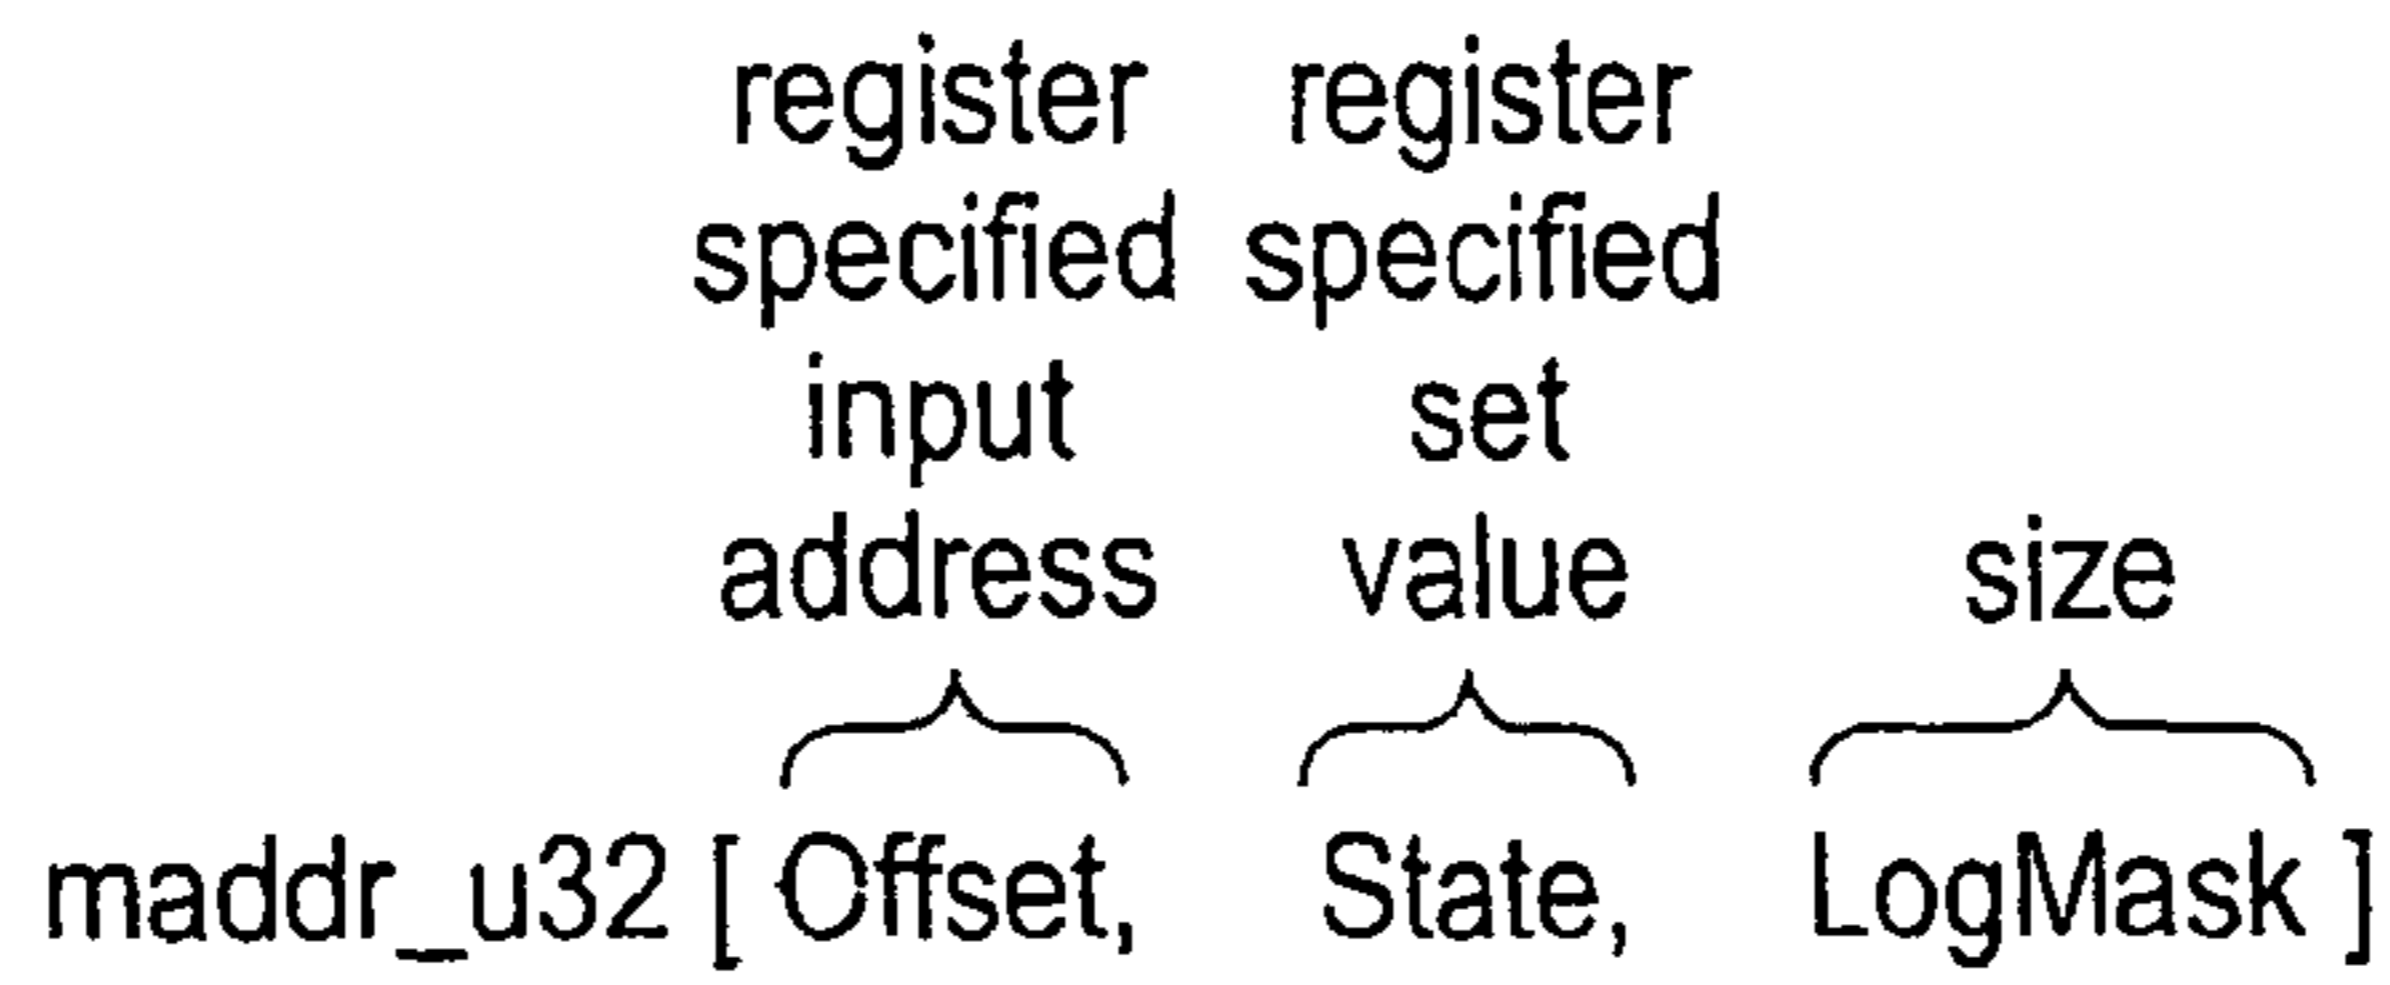 register register
specified specified
input set
address value size
maddr_u32 [ Offset, State, LogMask ]